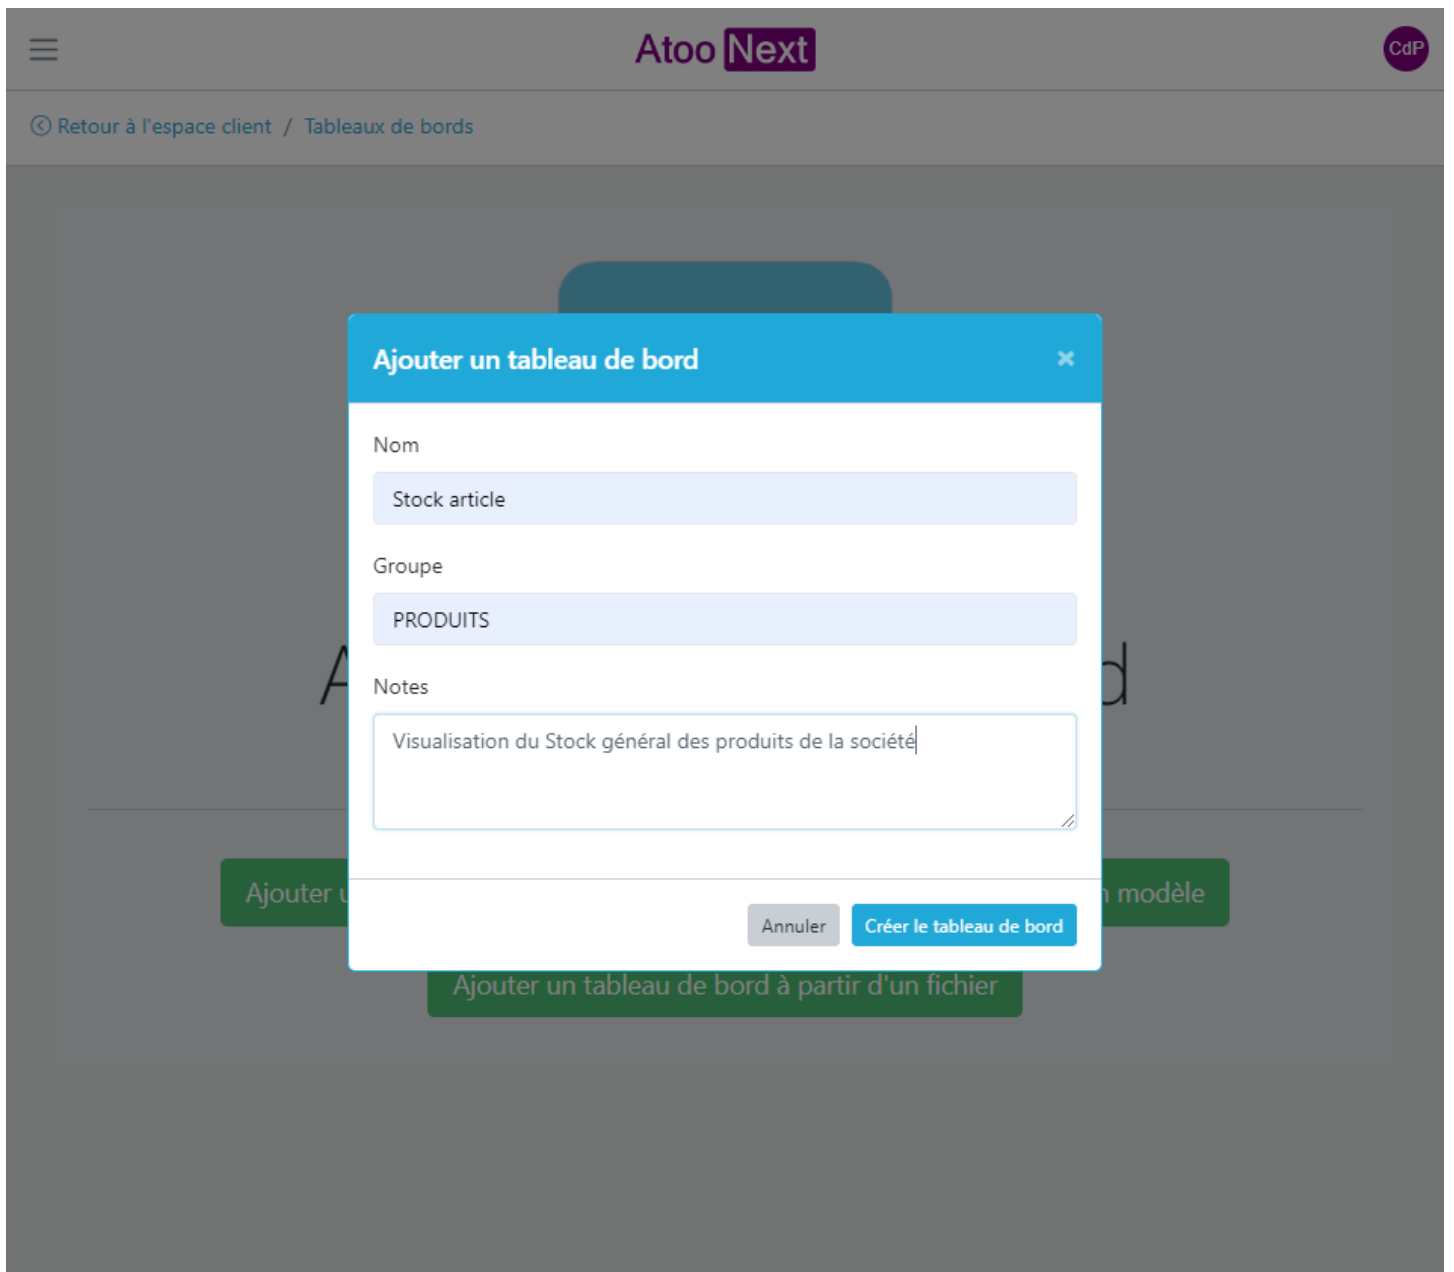 Atoo Next
CdP
Retour à l'espace client / Tableaux de bords
Ajouter un tableau de bord
Nom
Stock article
Groupe
PRODUITS
Notes
Visualisation du Stock général des produits de la société
Annuler Créer le tableau de bord
Ajouter modèle
Ajouter un tableau de bord à partir d'un fichier